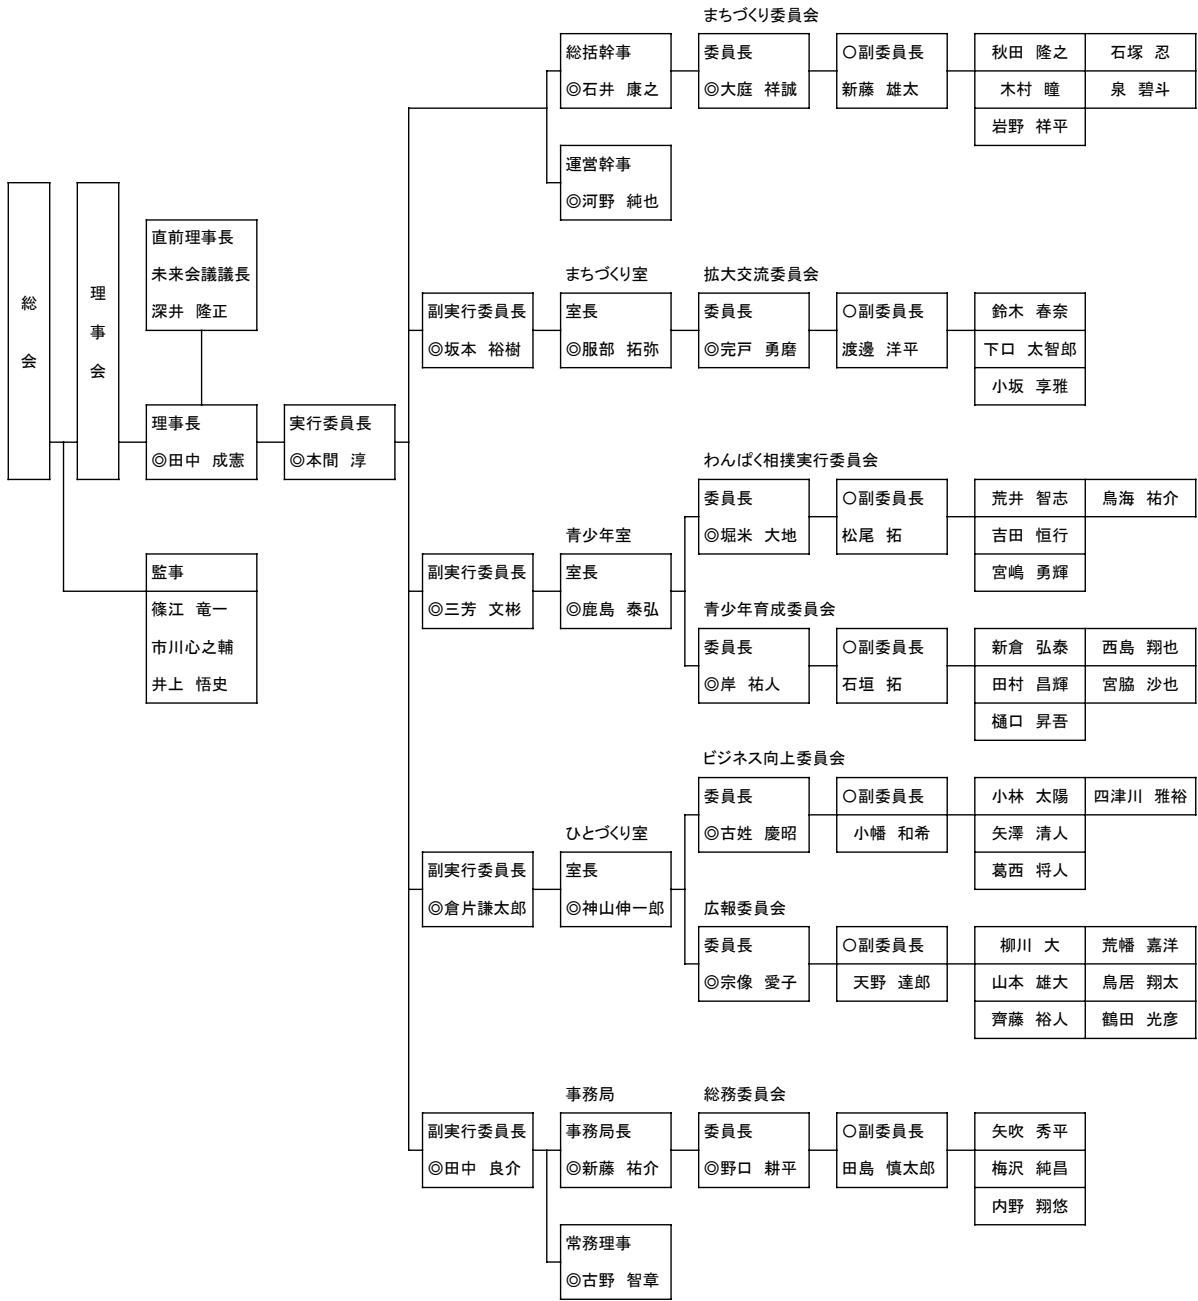 総会
理事会
直前理事長
未来会議議長
深井 隆正
理事長
◎田中 成憲
監事
篠江 竜一
市川心之輔
井上 悟史
実行委員長
◎本間 淳
総括幹事
◎石井 康之
運営幹事
◎河野 純也
まちづくり委員会
委員長
◎大庭 祥誠
○副委員長
新藤 雄太
秋田 隆之 石塚 忍
木村 瞳 泉 碧斗
岩野 祥平
副実行委員長
◎坂本 裕樹
まちづくり室
室長
◎服部 拓弥
拡大交流委員会
委員長
◎完戸 勇磨
○副委員長
渡邊 洋平
鈴木 春奈
下口 太智郎
小坂 享雅
副実行委員長
◎三芳 文彬
青少年室
室長
◎鹿島 泰弘
わんぱく相撲実行委員会
委員長
◎堀米 大地
○副委員長
松尾 拓
荒井 智志 鳥海 祐介
吉田 恒行
宮嶋 勇輝
青少年育成委員会
委員長
◎岸 祐人
○副委員長
石垣 拓
新倉 弘泰 西島 翔也
田村 昌輝 宮脇 沙也
樋口 昇吾
副実行委員長
◎倉片謙太郎
ひとづくり室
室長
◎神山伸一郎
ビジネス向上委員会
委員長
◎古姓 慶昭
○副委員長
小幡 和希
小林 太陽 四津川 雅裕
矢澤 清人
葛西 将人
広報委員会
委員長
◎宗像 愛子
○副委員長
天野 達郎
柳川 大 荒幡 嘉洋
山本 雄大 鳥居 翔太
齊藤 裕人 鶴田 光彦
副実行委員長
◎田中 良介
事務局
事務局長
◎新藤 祐介
常務理事
◎古野 智章
総務委員会
委員長
◎野口 耕平
○副委員長
田島 慎太郎
矢吹 秀平
梅沢 純昌
内野 翔悠